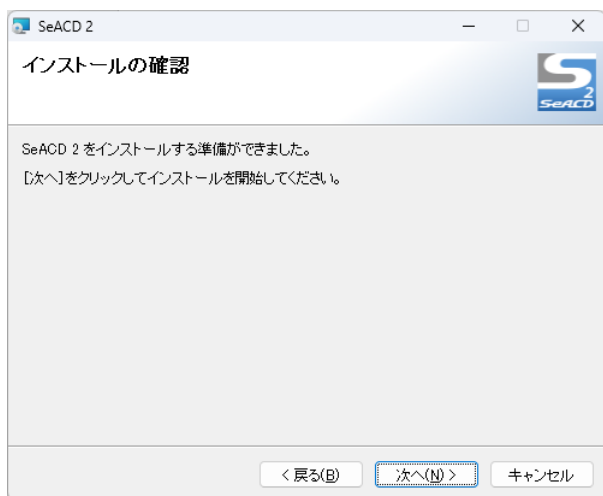 SeACD 2
インストールの確認
S
2
SeACD
SeACD 2 をインストールする準備ができました。
[次へ]をクリックしてインストールを開始してください。
< 戻る(B)
次へ(N) >
キャンセル